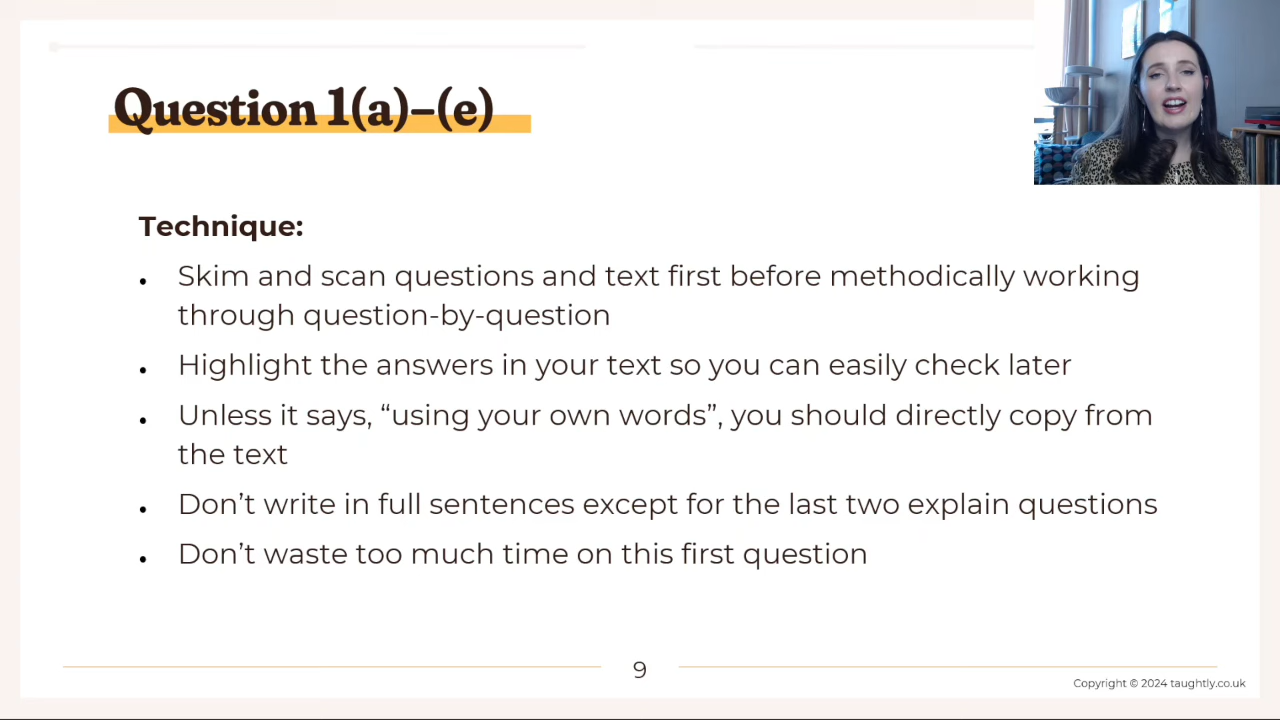 Question 1(a)–(e)
Technique:
• Skim and scan questions and text first before methodically working
through question-by-question
• Highlight the answers in your text so you can easily check later
• Unless it says, “using your own words”, you should directly copy from
the text
• Don’t write in full sentences except for the last two explain questions
• Don’t waste too much time on this first question
9
Copyright © 2024 taughtly.co.uk